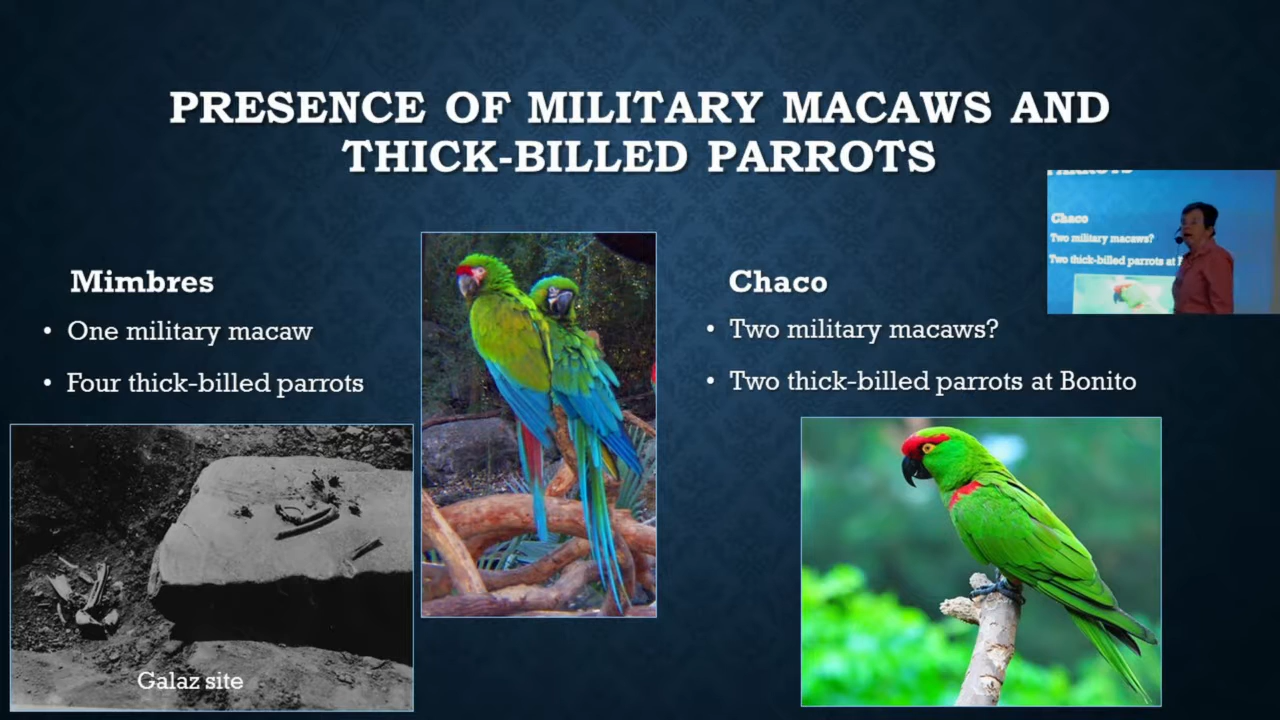 PRESENCE OF MILITARY MACAWS AND
THICK-BILLED PARROTS
Mimbres
• One military macaw
• Four thick-billed parrots
Galaz site
Chaco
• Two military macaws?
• Two thick-billed parrots at Bonito
Chaco
Two military macaws?
Two thick-billed parrots at